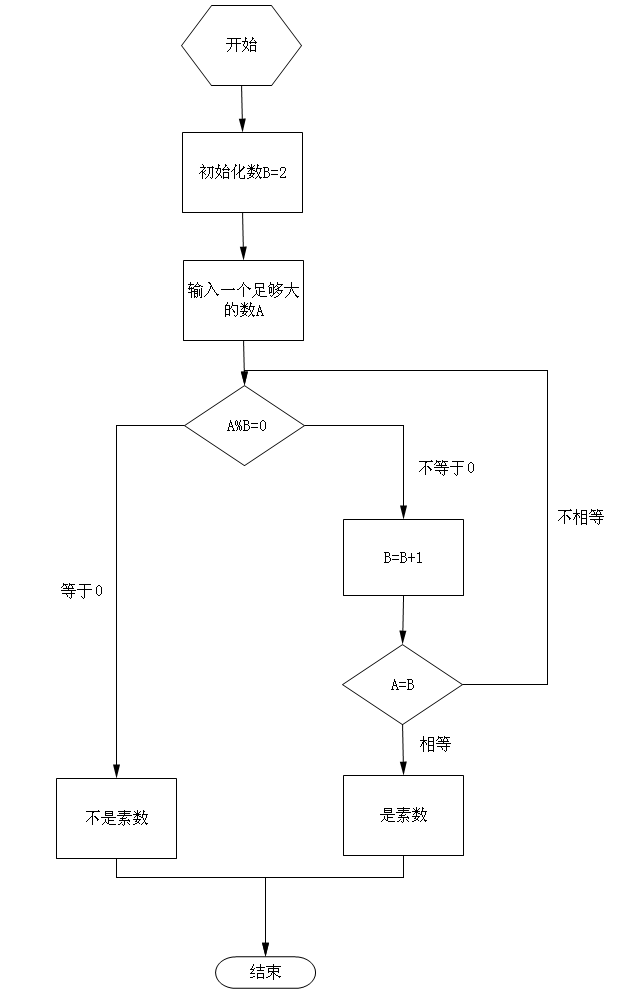 开始
初始化数B=2
输入一个足够大
的数A
A%B=0
不等于0
不相等
B=B+1
等于0
A=B
相等
不是素数
是素数
结束